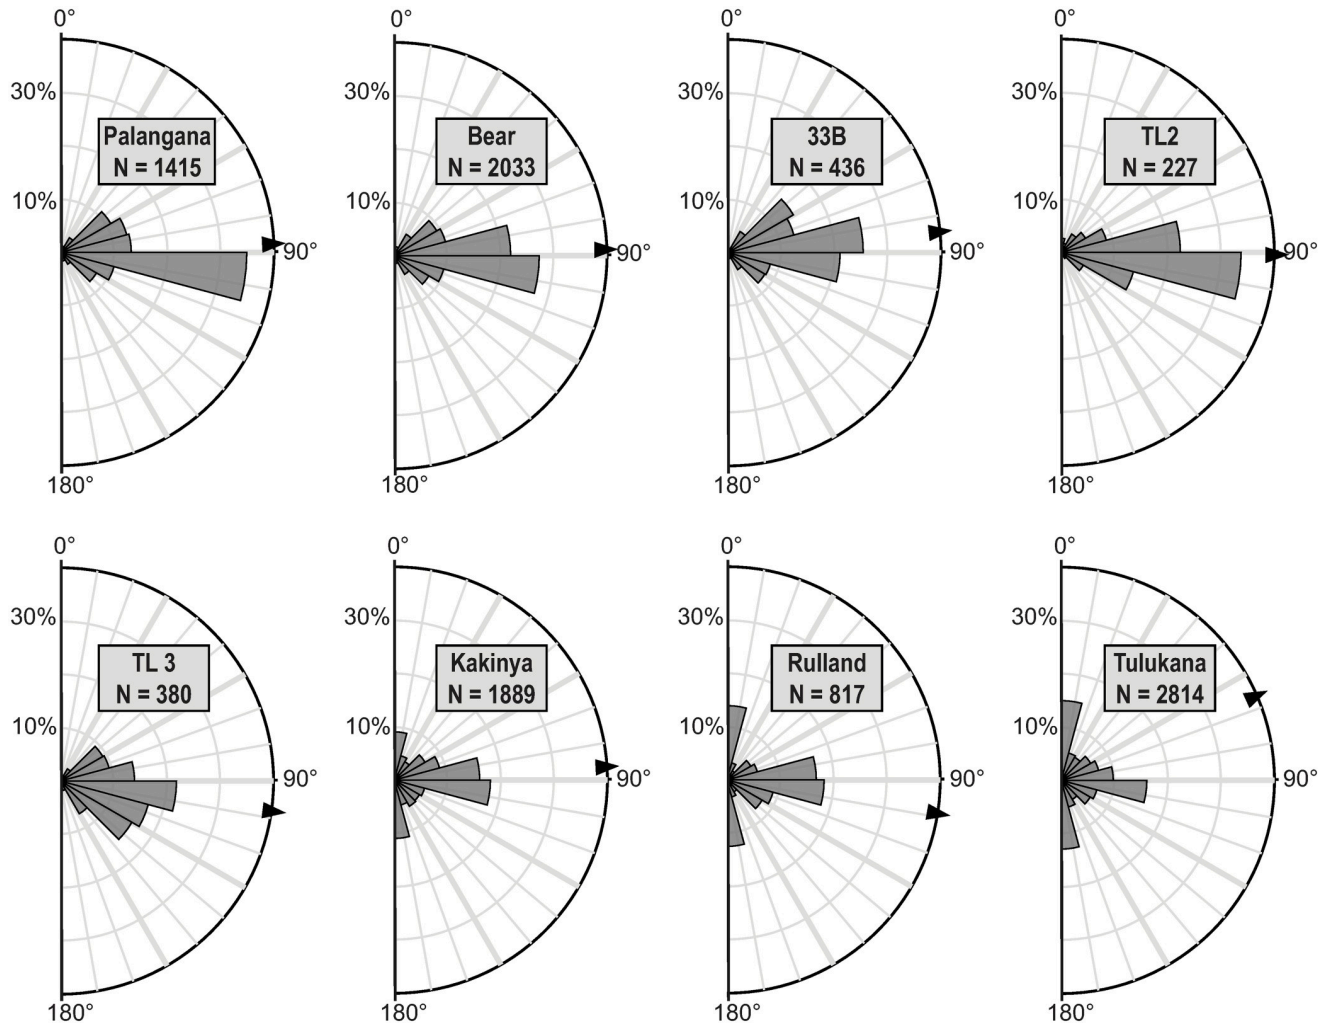 0° 0° 0° 0°
30% 30% 30% 30%
Palangana Bear 33B TL2
N = 1415 N = 2033 N = 436 N = 227
10% 10% 10% 10%
90° 90° 90° 90°
180° 180° 180° 180°
0° 0° 0° 0°
30% 30% 30% 30%
TL 3 Kakinya Rulland Tulukana
N = 380 N = 1889 N = 817 N = 2814
10% 10% 10% 10%
90° 90° 90° 90°
180° 180° 180° 180°